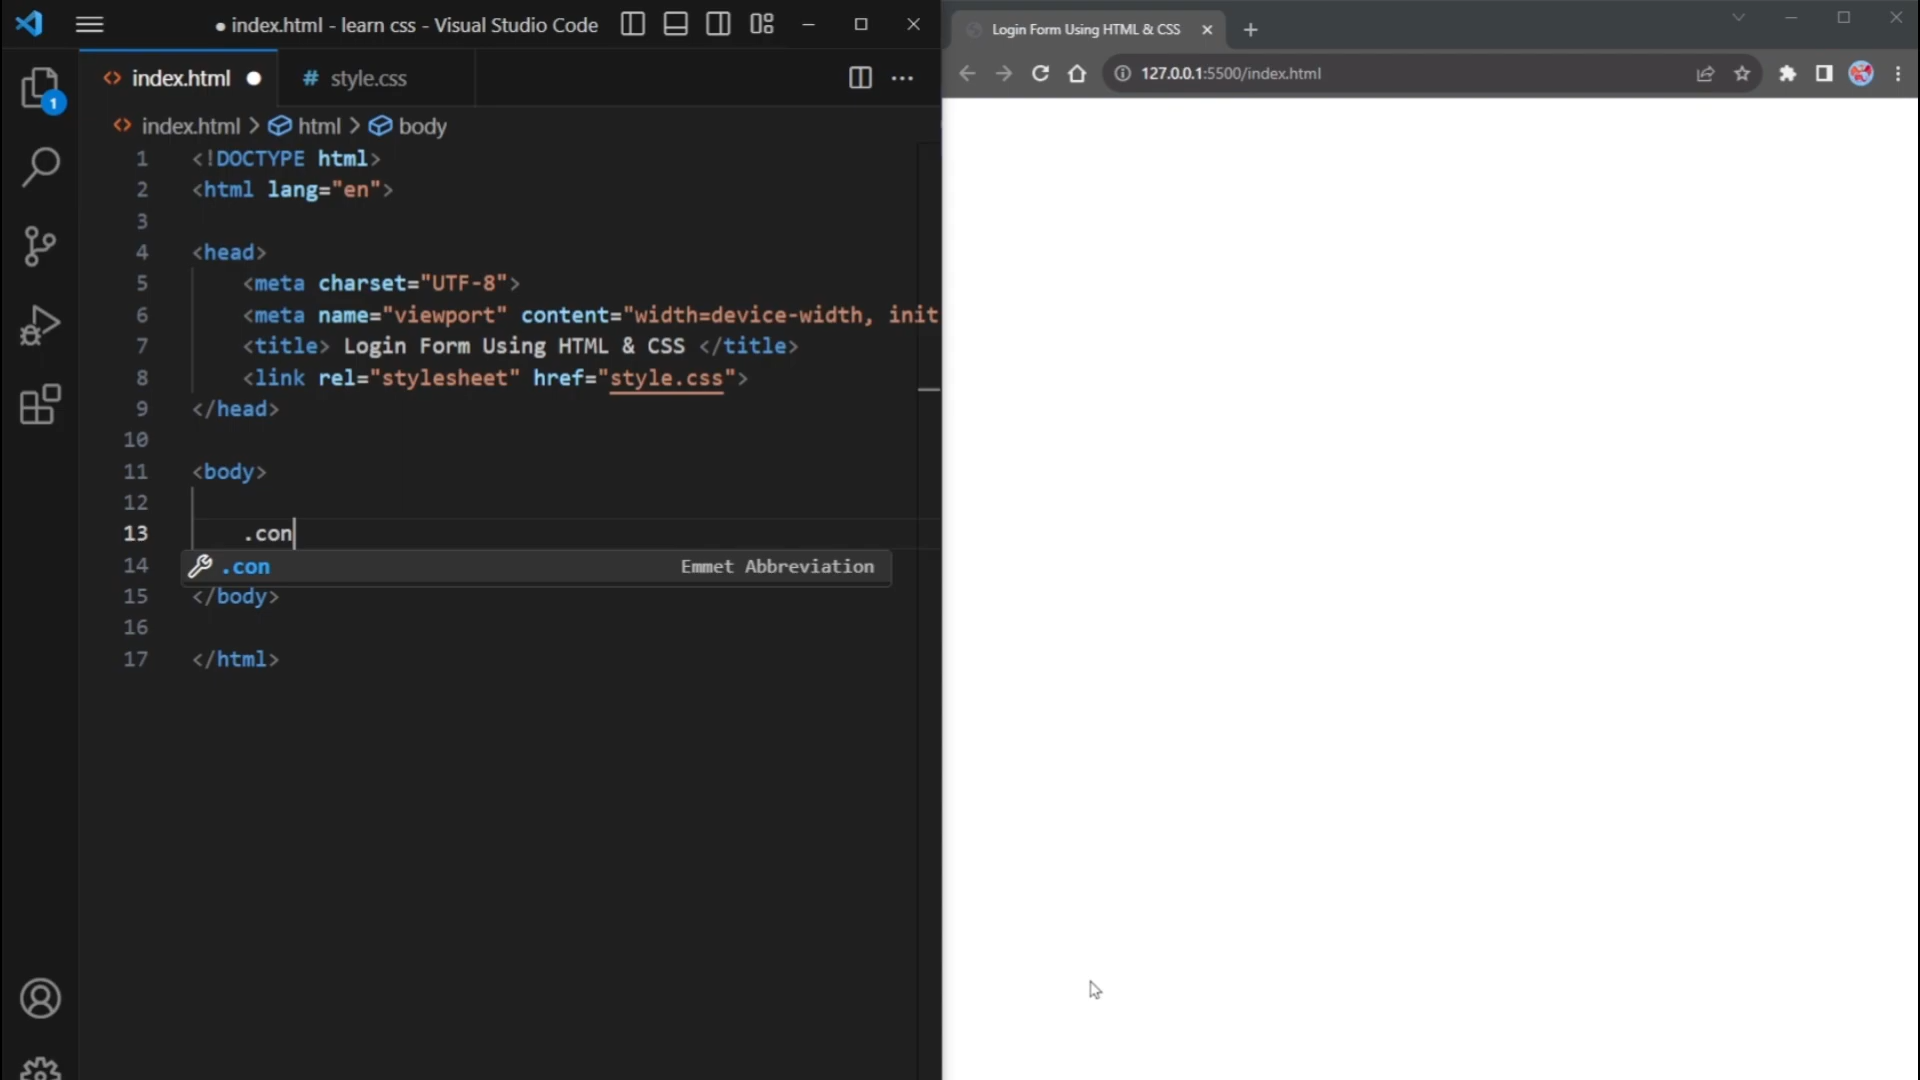 ● index.html - learn css - Visual Studio Code
index.html
# style.css
1
index.html > html > body
1 <!DOCTYPE html>
2 <html lang="en">
3
4 <head>
5 <meta charset="UTF-8">
6 <meta name="viewport" content="width=device-width, init
7 <title> Login Form Using HTML & CSS </title>
8 <link rel="stylesheet" href="style.css">
9 </head>
10
11 <body>
12
13 .con
14 .con Emmet Abbreviation
15 </body>
16
17 </html>
Login Form Using HTML & CSS
127.0.0.1:5500/index.html